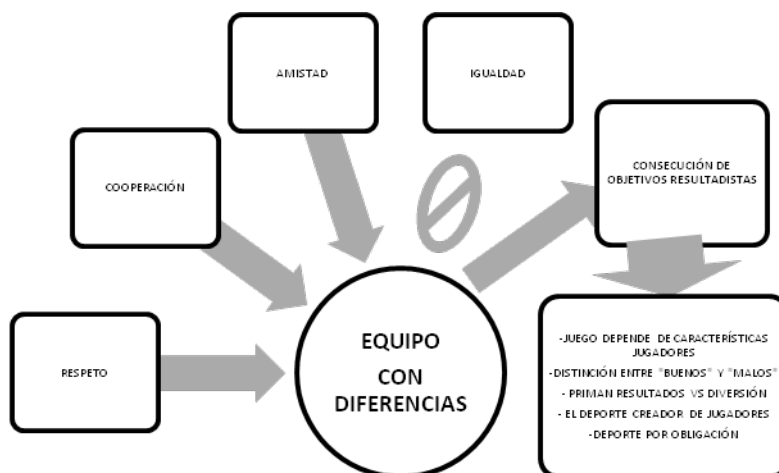 AMISTAD
IGUALDAD
COOPERACIÓN
CONSECUCIÓN DE
OBJETIVOS RESULTADISTAS
RESPETO
EQUIPO
CON
DIFERENCIAS
-JUEGO DEPENDE DE CARACTERÍSTICAS
JUGADORES
-DISTINCIÓN ENTRE "BUENOS" Y "MALOS"
- PRIMAN RESULTADOS VS DIVERSIÓN
- EL DEPORTE CREADOR DE JUGADORES
-DEPORTE POR OBLIGACIÓN